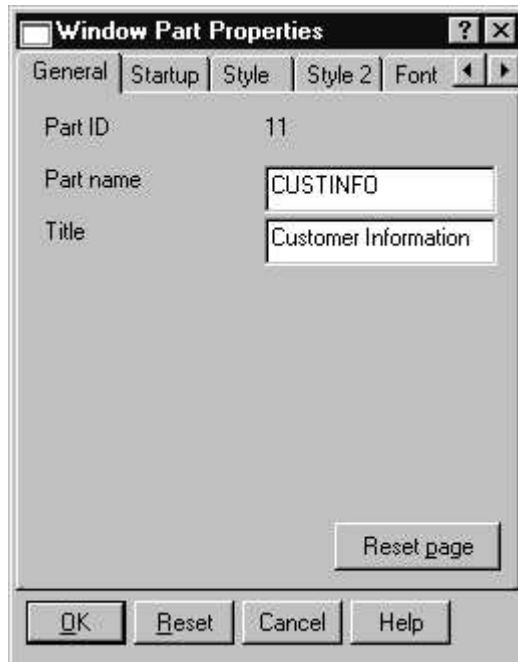 Window Part Properties ? ×
General Startup Style Style 2 Font
Part ID 11
Part name CUSTINFO
Title Customer Information
Reset page
OK Reset Cancel Help